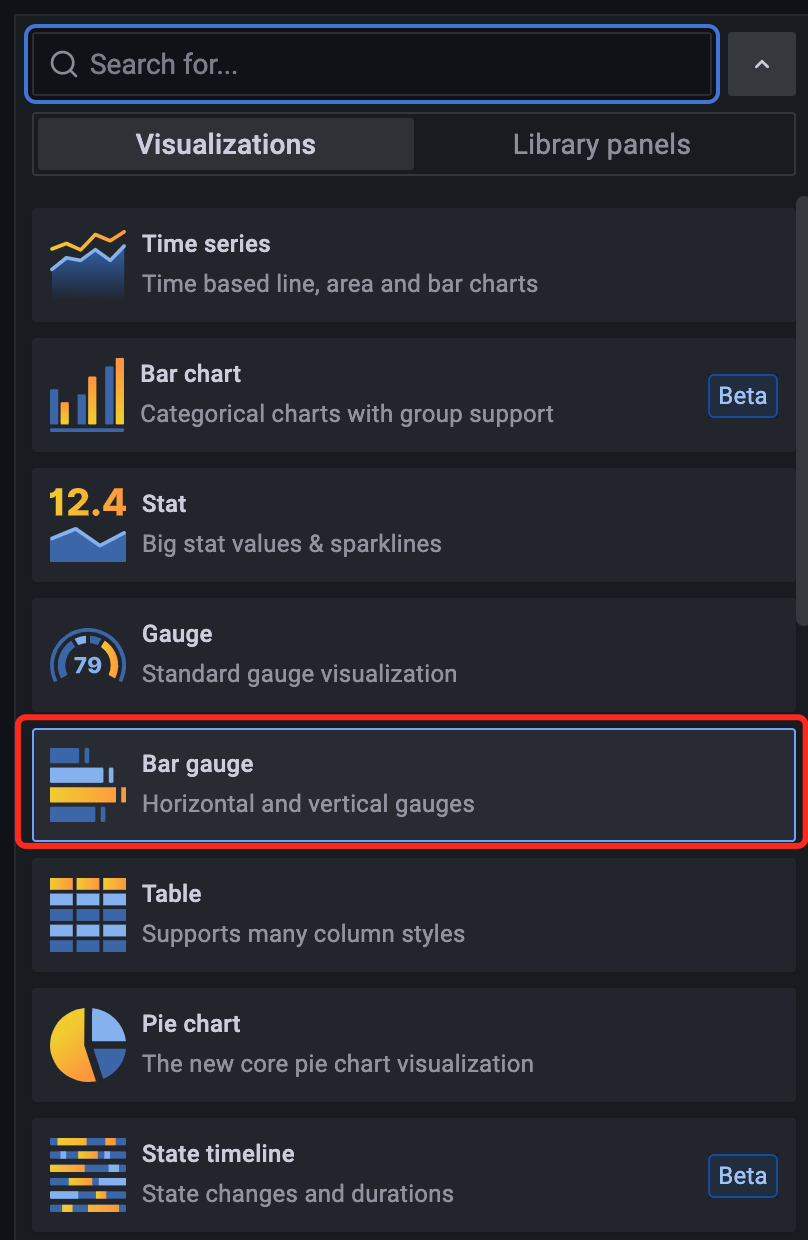 Search for...
Visualizations
Library panels
Time series
Time based line, area and bar charts
Bar chart
Categorical charts with group support
Beta
12.4
Stat
Big stat values & sparklines
Gauge
79
Standard gauge visualization
Bar gauge
Horizontal and vertical gauges
Table
Supports many column styles
Pie chart
The new core pie chart visualization
State timeline
State changes and durations
Beta